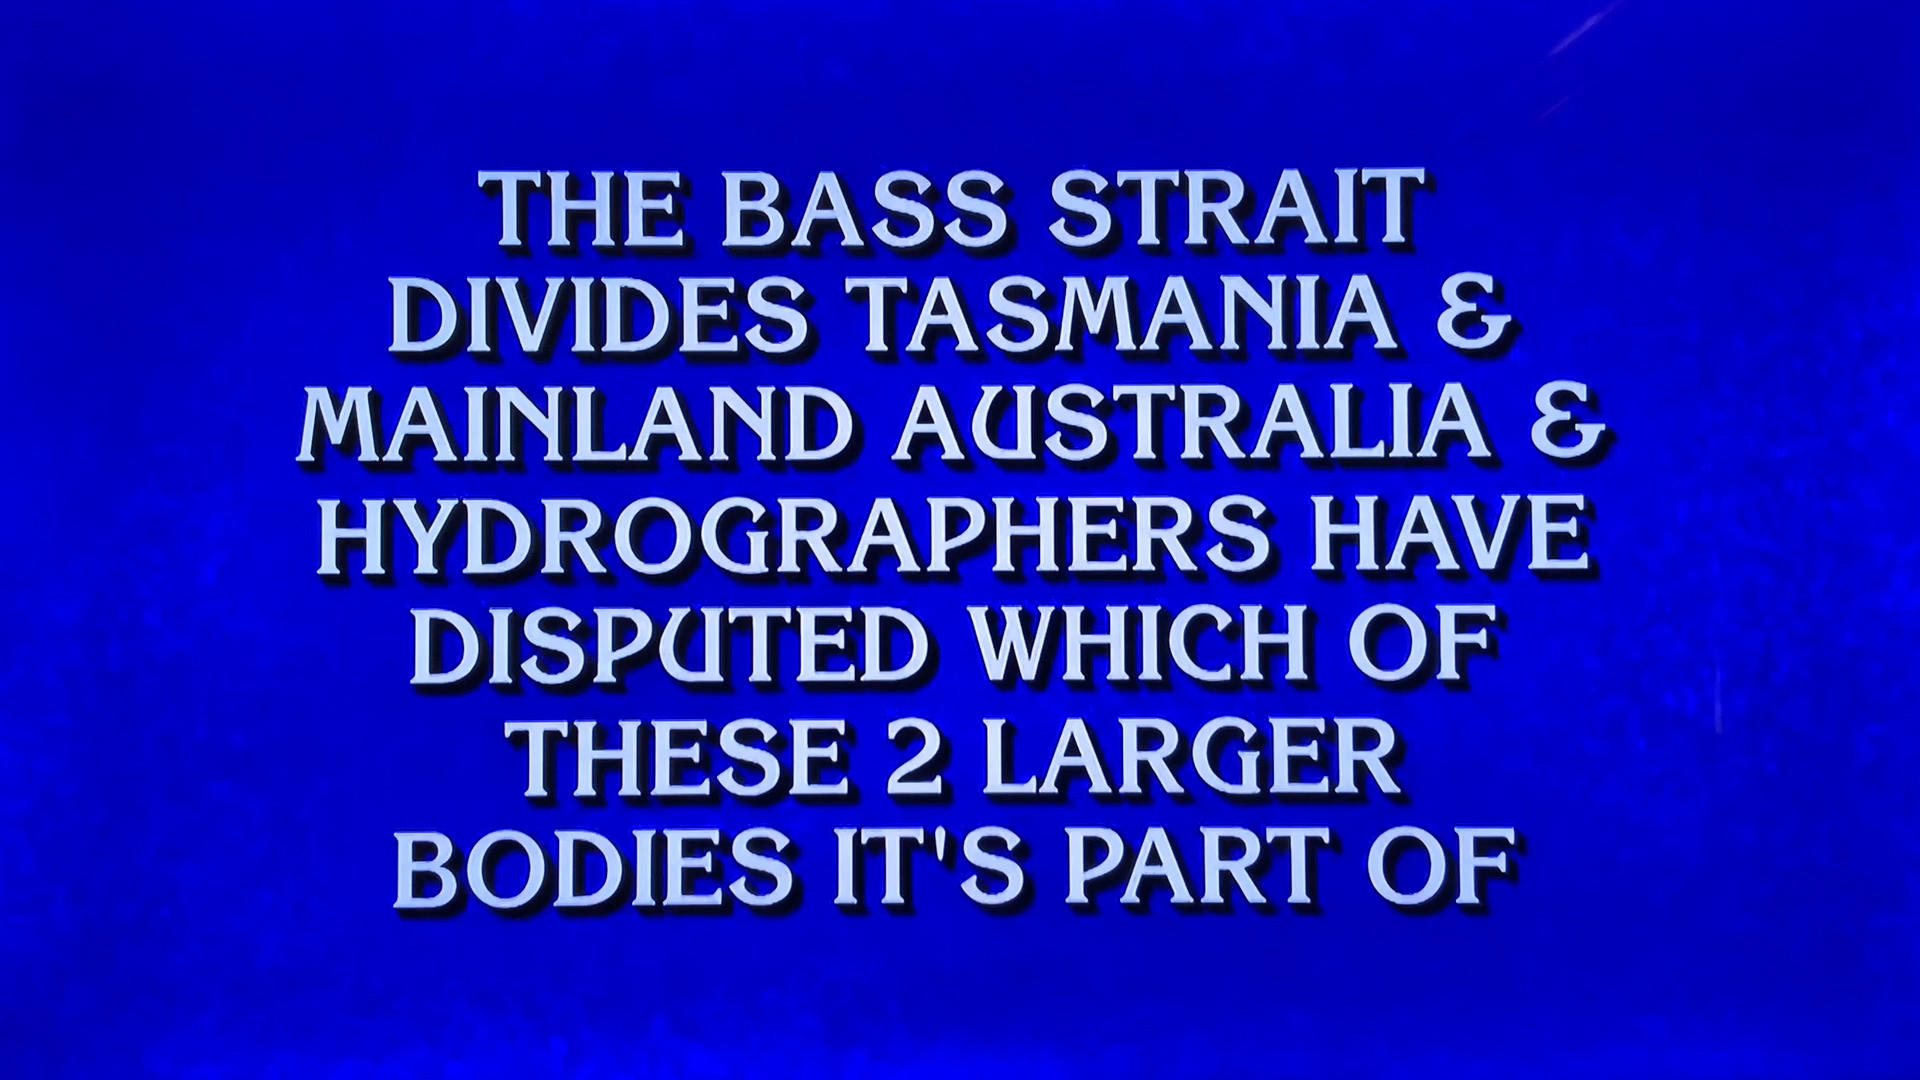 THE BASS STRAIT
DIVIDES TASMANIA &
MAINLAND AUSTRALIA &
HYDROGRAPHERS HAVE
DISPUTED WHICH OF
THESE 2 LARGER
BODIES IT'S PART OF